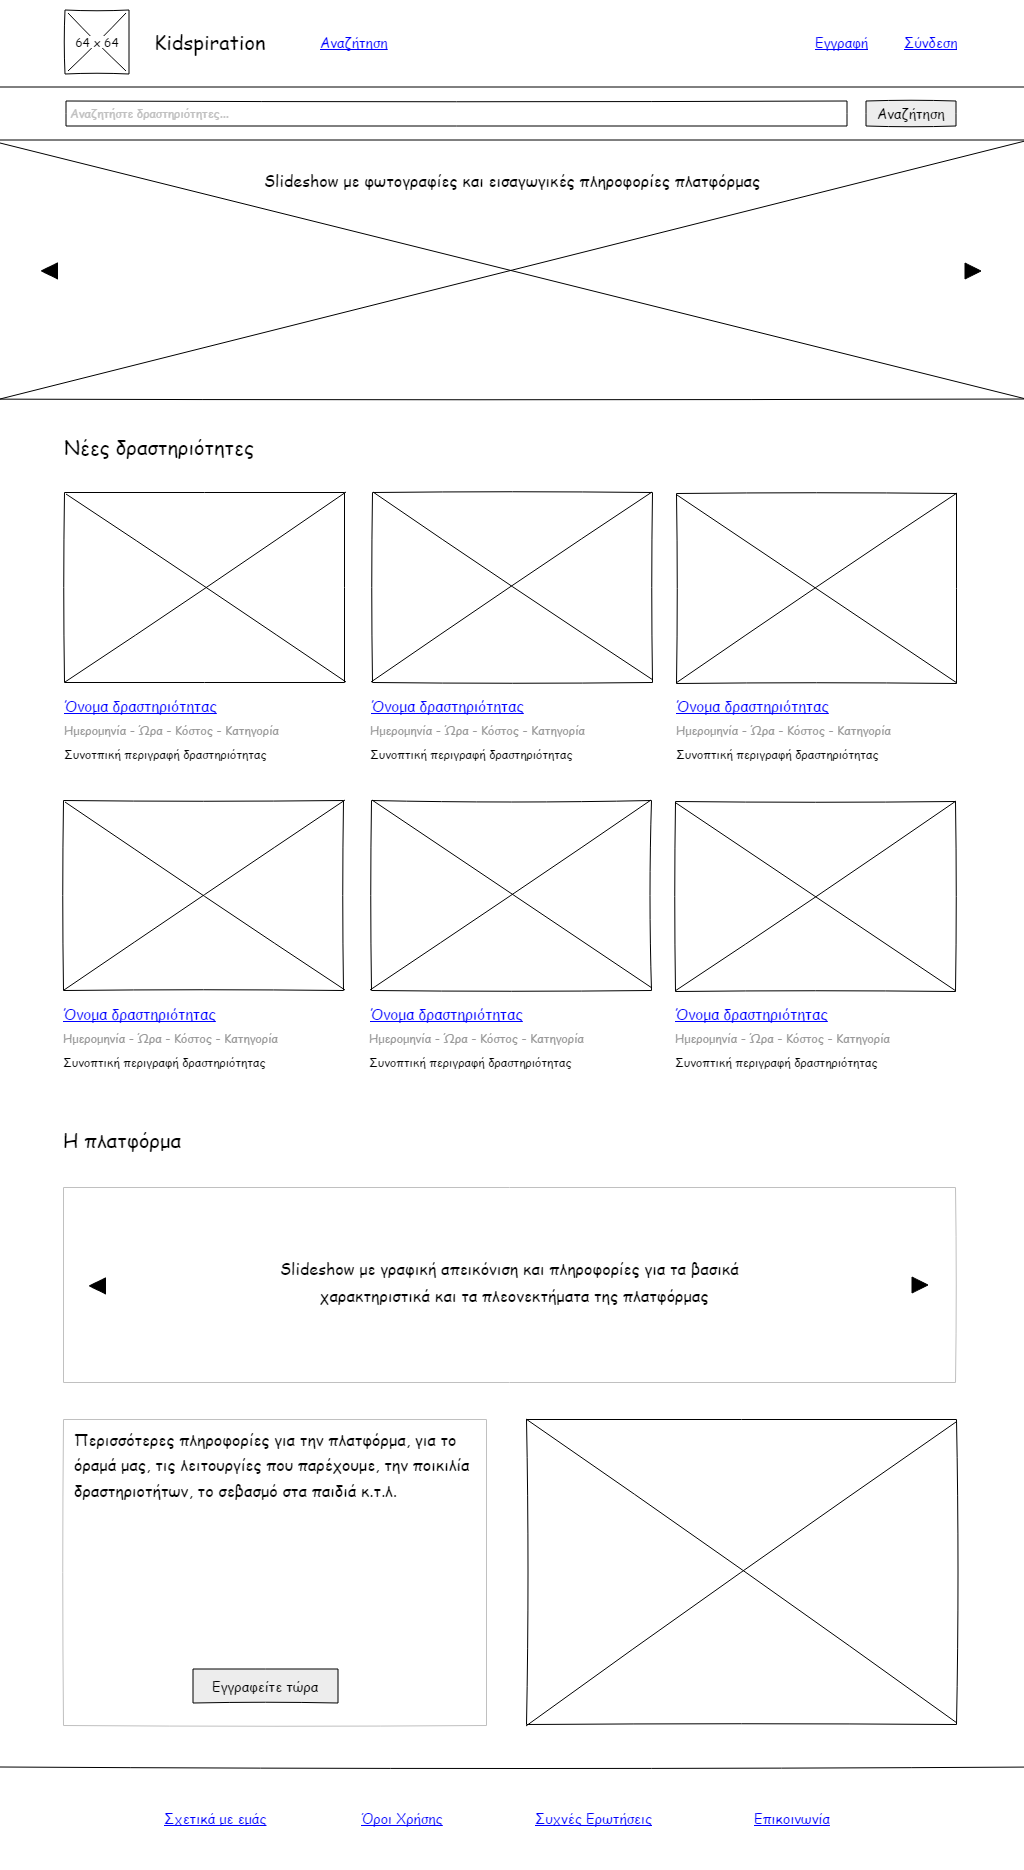 64 x 64
Kidspiration
Αναζήτηση
Εγγραφή
Σύνδεση
Αναζητήστε δραστηριότητες...
Αναζήτηση
Slideshow με φωτογραφίες και εισαγωγικές πληροφορίες πλατφόρμας
Νέες δραστηριότητες
Όνομα δραστηριότητας
Ημερομηνία - Ώρα - Κόστος - Κατηγορία
Συνοτπική περιγραφή δραστηριότητας
Όνομα δραστηριότητας
Ημερομηνία - Ώρα - Κόστος - Κατηγορία
Συνοπτική περιγραφή δραστηριότητας
Όνομα δραστηριότητας
Ημερομηνία - Ώρα - Κόστος - Κατηγορία
Συνοπτική περιγραφή δραστηριότητας
Όνομα δραστηριότητας
Ημερομηνία - Ώρα - Κόστος - Κατηγορία
Συνοπτική περιγραφή δραστηριότητας
Όνομα δραστηριότητας
Ημερομηνία - Ώρα - Κόστος - Κατηγορία
Συνοπτική περιγραφή δραστηριότητας
Όνομα δραστηριότητας
Ημερομηνία - Ώρα - Κόστος - Κατηγορία
Συνοπτική περιγραφή δραστηριότητας
Η πλατφόρμα
Slideshow με γραφική απεικόνιση και πληροφορίες για τα βασικά
χαρακτηριστικά και τα πλεονεκτήματα της πλατφόρμας
Περισσότερες πληροφορίες για την πλατφόρμα, για το
όραμά μας, τις λειτουργίες που παρέχουμε, την ποικιλία
δραστηριοτήτων, το σεβασμό στα παιδιά κ.τ.λ.
Εγγραφείτε τώρα
Σχετικά με εμάς
Όροι Χρήσης
Συχνές Ερωτήσεις
Επικοινωνία